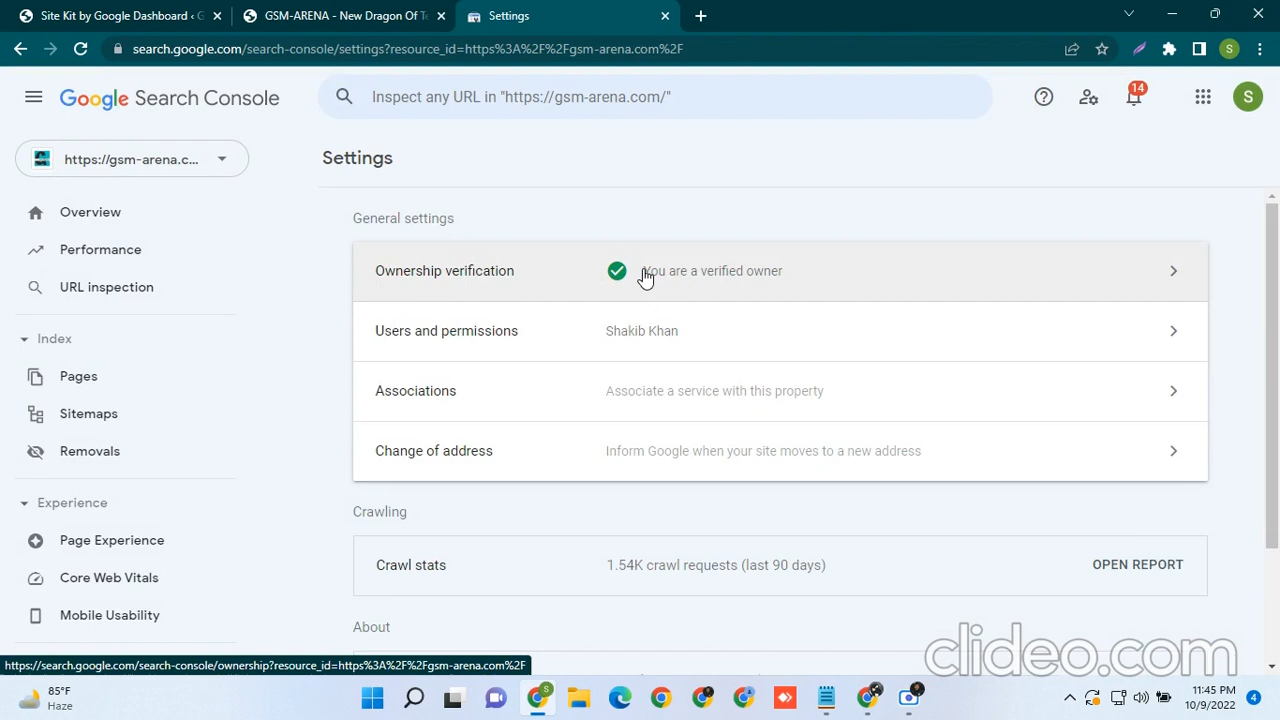 Site Kit by Google Dashboard ‹ G
GSM-ARENA - New Dragon Of Te
Settings
search.google.com/search-console/settings?resource_id=https%3A%2F%2Fgsm-arena.com%2F
S
Google Search Console
Inspect any URL in "https://gsm-arena.com/"
14
S
https://gsm-arena.c...
Settings
Overview
Performance
URL inspection
Index
Pages
Sitemaps
Removals
Experience
Page Experience
Core Web Vitals
Mobile Usability
General settings
Ownership verification
You are a verified owner
Users and permissions
Shakib Khan
Associations
Associate a service with this property
Change of address
Inform Google when your site moves to a new address
Crawling
Crawl stats
1.54K crawl requests (last 90 days)
OPEN REPORT
About
clideo.com
https://search.google.com/search-console/ownership?resource_id=https%3A%2F%2Fgsm-arena.com%2F
85°F
Haze
S
11:45 PM
10/9/2022
4